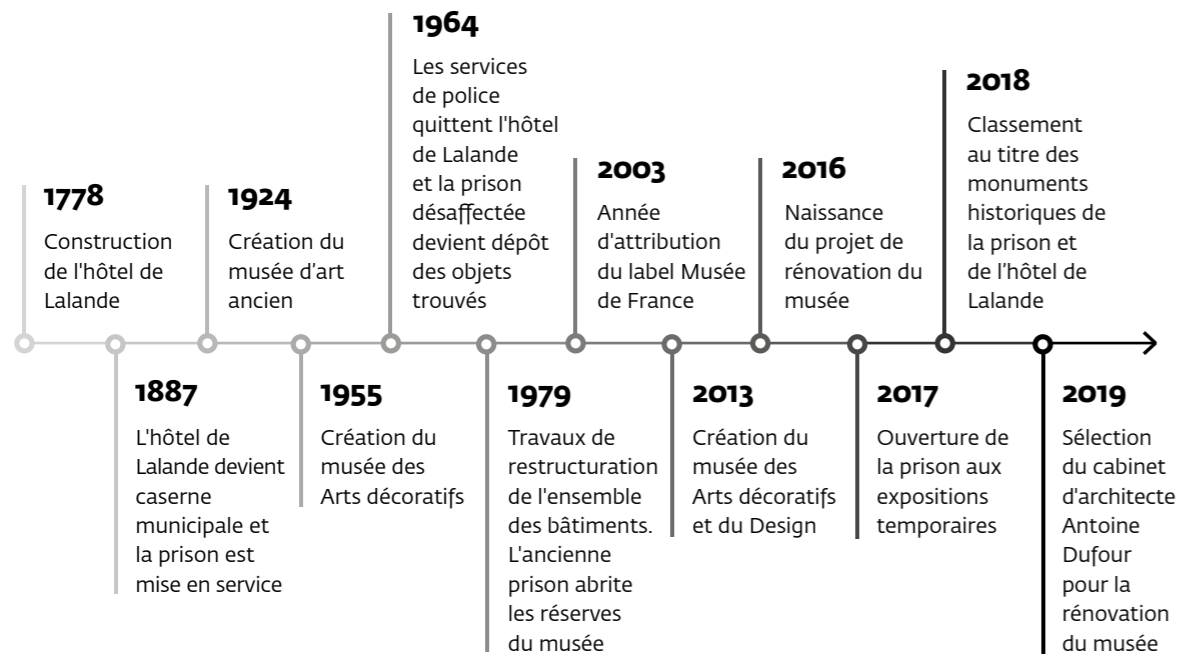 1778
Construction
de l'hôtel de
Lalande
1887
L'hôtel de
Lalande devient
caserne
municipale et
la prison est
mise en service
1924
Création du
musée d'art
ancien
1955
Création du
musée des
Arts décoratifs
1964
Les services
de police
quittent l'hôtel
de Lalande
et la prison
désaffectée
devient dépôt
des objets
trouvés
1979
Travaux de
restructuration
de l'ensemble
des bâtiments.
L'ancienne
prison abrite
les réserves
du musée
2003
Année
d'attribution
du label Musée
de France
2013
Création du
musée des
Arts décoratifs
et du Design
2016
Naissance
du projet de
rénovation du
musée
2017
Ouverture de
la prison aux
expositions
temporaires
2018
Classement
au titre des
monuments
historiques de
la prison et
de l'hôtel de
Lalande
2019
Sélection
du cabinet
d'architecte
Antoine
Dufour
pour la
rénovation
du musée